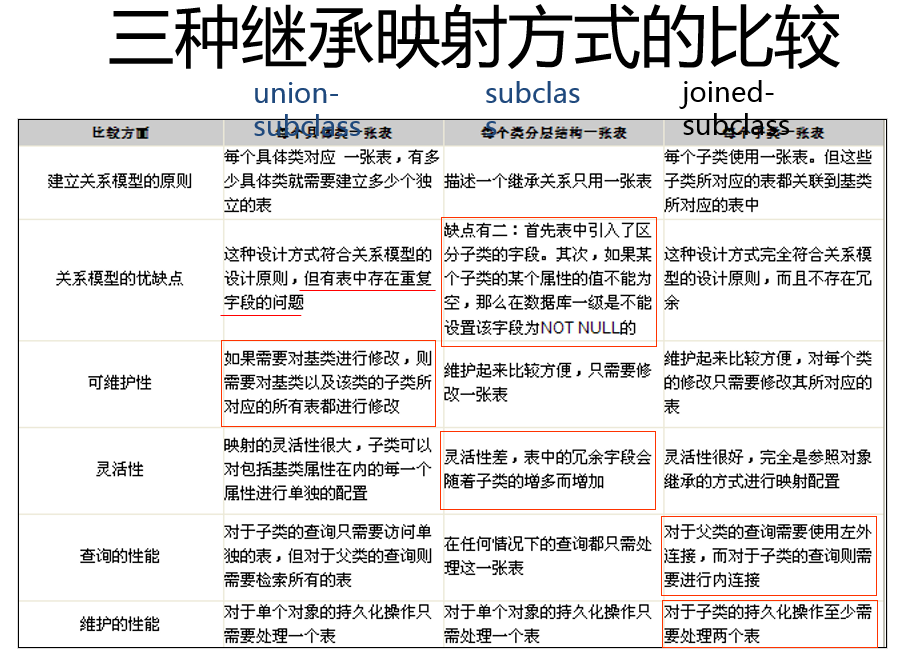 三种继承映射方式的比较
union-
subclass
subclas
s
joined-
subclass
比较方面
每个具体类一张表
每个类分层结构一张表
每个子类一张表
建立关系模型的原则
每个具体类对应 一张表，有多
少具体类就需要建立多少个独
立的表
描述一个继承关系只用一张表
每个子类使用一张表。但这些
子类所对应的表都关联到基类
所对应的表中
关系模型的优缺点
这种设计方式符合关系模型的
设计原则，但有表中存在重复
字段的问题
缺点有二：首先表中引入了区
分子类的字段。其次，如果某
个子类的某个属性的值不能为
空，那么在数据库一级是不能
设置该字段为NOT NULL的
这种设计方式完全符合关系模
型的设计原则，而且不存在冗
余
可维护性
如果需要对基类进行修改，则
需要对基类以及该类的子类所
对应的所有表都进行修改
维护起来比较方便，只需要修
改一张表
维护起来比较方便，对每个类
的修改只需要修改其所对应的
表
灵活性
映射的灵活性很大，子类可以
对包括基类属性在内的每一个
属性进行单独的配置
灵活性差，表中的冗余字段会
随着子类的增多而增加
灵活性很好，完全是参照对象
继承的方式进行映射配置
查询的性能
对于子类的查询只需要访问单
独的表，但对于父类的查询则
需要检索所有的表
在任何情况下的查询都只需处
理这一张表
对于父类的查询需要使用左外
连接，而对于子类的查询则需
要进行内连接
维护的性能
对于单个对象的持久化操作只
需要处理一个表
对于单个对象的持久化操作只
需处理一个表
对于子类的持久化操作至少需
要处理两个表